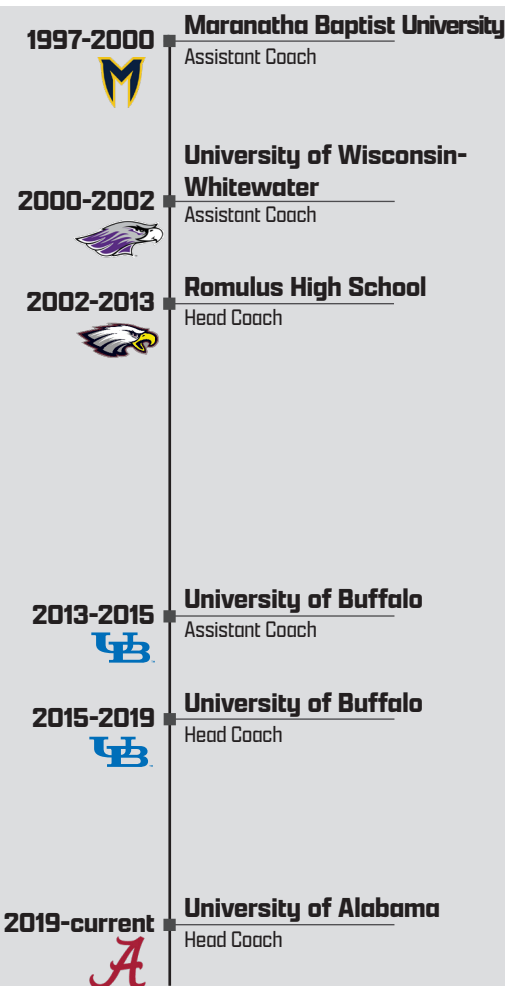 Maranatha Baptist University
1997-2000
Assistant Coach
M
University of Wisconsin-
Whitewater
2000-2002
Assistant Coach
Romulus High School
2002-2013
Head Coach
University of Buffalo
2013-2015
Assistant Coach
UB
University of Buffalo
2015-2019
Head Coach
UB
University of Alabama
2019-current
Head Coach
A